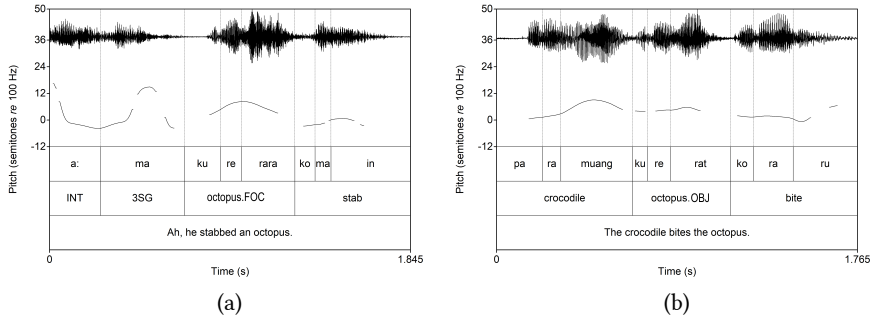 Pitch (semitones re 100 Hz)
50
36
24
12
0
-12
a: ma ku re rara ko ma in
INT 3SG octopus.FOC stab
Ah, he stabbed an octopus.
0 1.845
Time (s)
(a)
Pitch (semitones re 100 Hz)
50
36
24
12
0
-12
pa ra muang ku re rat ko ra ru
crocodile octopus.OBJ bite
The crocodile bites the octopus.
0 1.765
Time (s)
(b)